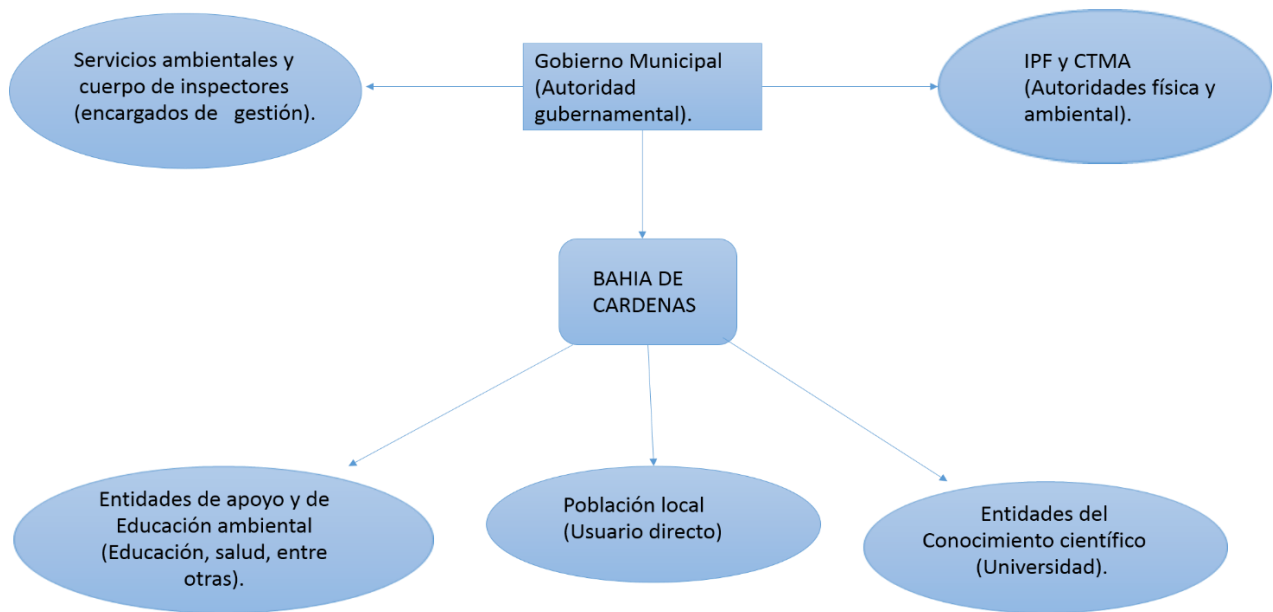 Servicios ambientales y
cuerpo de inspectores
(encargados de gestión).
Gobierno Municipal
(Autoridad
gubernamental).
IPF y CTMA
(Autoridades física y
ambiental).
BAHIA DE
CARDENAS
Entidades de apoyo y de
Educación ambiental
(Educación, salud, entre
otras).
Población local
(Usuario directo)
Entidades del
Conocimiento científico
(Universidad).